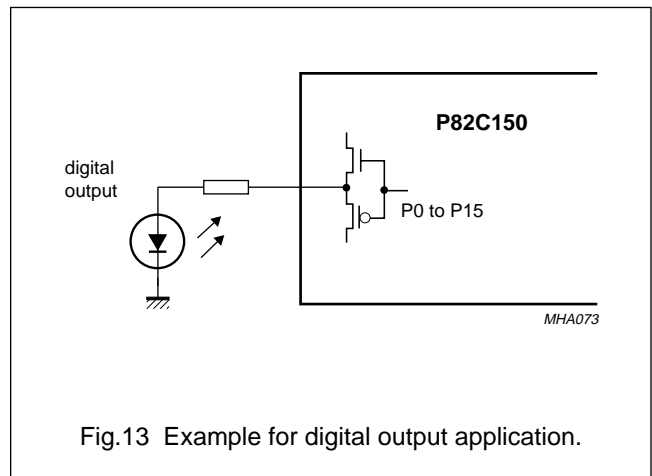 P82C150
digital
output
P0 to P15
MHA073
Fig.13 Example for digital output application.